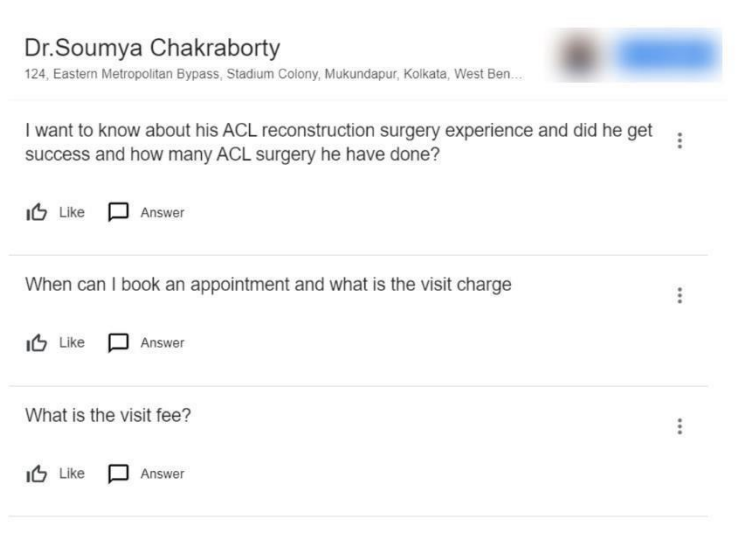 Dr.Soumya Chakraborty
124, Eastern Metropolitan Bypass, Stadium Colony, Mukundapur, Kolkata, West Ben...
I want to know about his ACL reconstruction surgery experience and did he get
success and how many ACL surgery he have done?
Like Answer
When can I book an appointment and what is the visit charge
Like Answer
What is the visit fee?
Like Answer